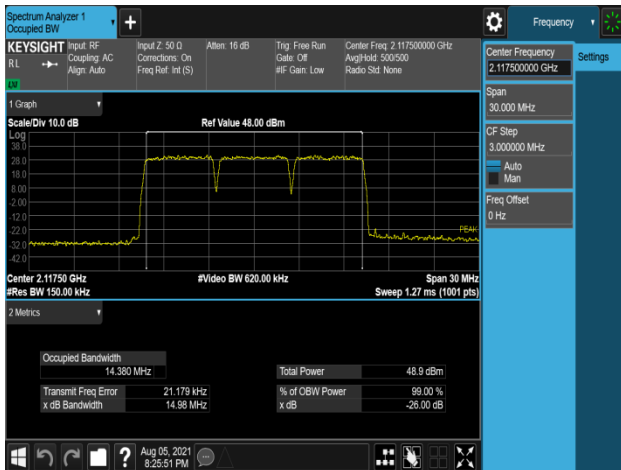 Spectrum Analyzer 1
Occupied BW
Frequency
KEYSIGHT
RL
Input: RF
Coupling: AC
Align: Auto
Input Z: 50 Ω
Corrections: On
Freq Ref: Int (S)
Atten: 16 dB
Trig: Free Run
Gate: Off
#IF Gain: Low
Center Freq: 2.117500000 GHz
Avg|Hold: 500/500
Radio Std: None
Center Frequency
2.117500000 GHz
Settings
Span
30.000 MHz
CF Step
3.000000 MHz
Auto
Man
Freq Offset
0 Hz
1 Graph
Scale/Div 10.0 dB
Ref Value 48.00 dBm
Log
38.0
28.0
18.0
8.00
-2.00
-12.0
-22.0
-32.0
-42.0
PEAK
Center 2.11750 GHz
#Video BW 620.00 kHz
Span 30 MHz
#Res BW 150.00 kHz
Sweep 1.27 ms (1001 pts)
2 Metrics
Occupied Bandwidth
14.380 MHz
Total Power
48.9 dBm
Transmit Freq Error
21.179 kHz
% of OBW Power
99.00 %
x dB Bandwidth
14.98 MHz
x dB
-26.00 dB
Aug 05, 2021
8:25:51 PM